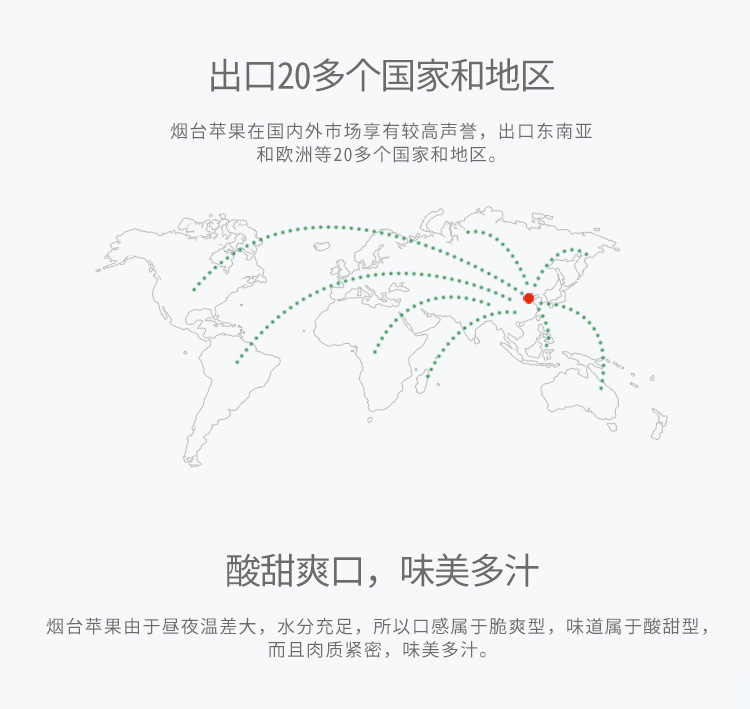 出口20多个国家和地区
烟台苹果在国内外市场享有较高声誉，出口东南亚
和欧洲等20多个国家和地区。
酸甜爽口，味美多汁
烟台苹果由于昼夜温差大，水分充足，所以口感属于脆爽型，味道属于酸甜型，
而且肉质紧密，味美多汁。